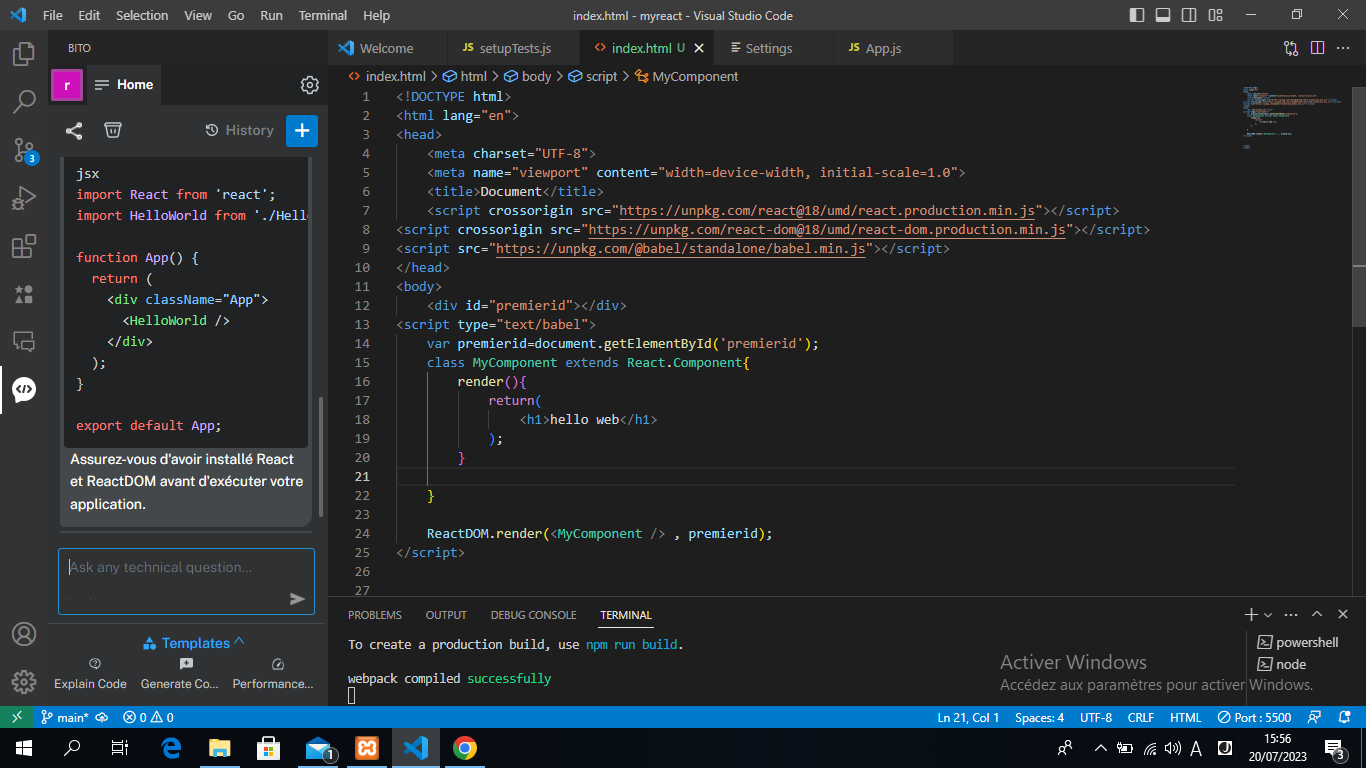 File Edit Selection View Go Run Terminal Help
index.html - myreact - Visual Studio Code
BITO
Welcome
JS setupTests.js
<> index.html U
Settings
JS App.js
r
Home
<> index.html > html > body > script > MyComponent
History
+
jsx
import React from 'react';
import HelloWorld from './Hell
function App() {
return (
<div className="App">
<HelloWorld />
</div>
);
}
export default App;
Assurez-vous d'avoir installé React
et ReactDOM avant d'exécuter votre
application.
Ask any technical question...
Templates
Explain Code
Generate Co...
Performance...
3
1 <!DOCTYPE html>
2 <html lang="en">
3 <head>
4 <meta charset="UTF-8">
5 <meta name="viewport" content="width=device-width, initial-scale=1.0">
6 <title>Document</title>
7 <script crossorigin src="https://unpkg.com/react@18/umd/react.production.min.js"></script>
8 <script crossorigin src="https://unpkg.com/react-dom@18/umd/react-dom.production.min.js"></script>
9 <script src="https://unpkg.com/@babel/standalone/babel.min.js"></script>
10 </head>
11 <body>
12 <div id="premierid"></div>
13 <script type="text/babel">
14 var premierid=document.getElementById('premierid');
15 class MyComponent extends React.Component{
16 render(){
17 return(
18 <h1>hello web</h1>
19 );
20 }
21
22 }
23
24 ReactDOM.render(<MyComponent /> , premierid);
25 </script>
26
27
PROBLEMS OUTPUT DEBUG CONSOLE TERMINAL
To create a production build, use npm run build.
webpack compiled successfully
powershell
node
Activer Windows
Accédez aux paramètres pour activer Windows.
main*
0 0
Ln 21, Col 1
Spaces: 4
UTF-8
CRLF
HTML
Port : 5500
1
A
15:56
20/07/2023
3